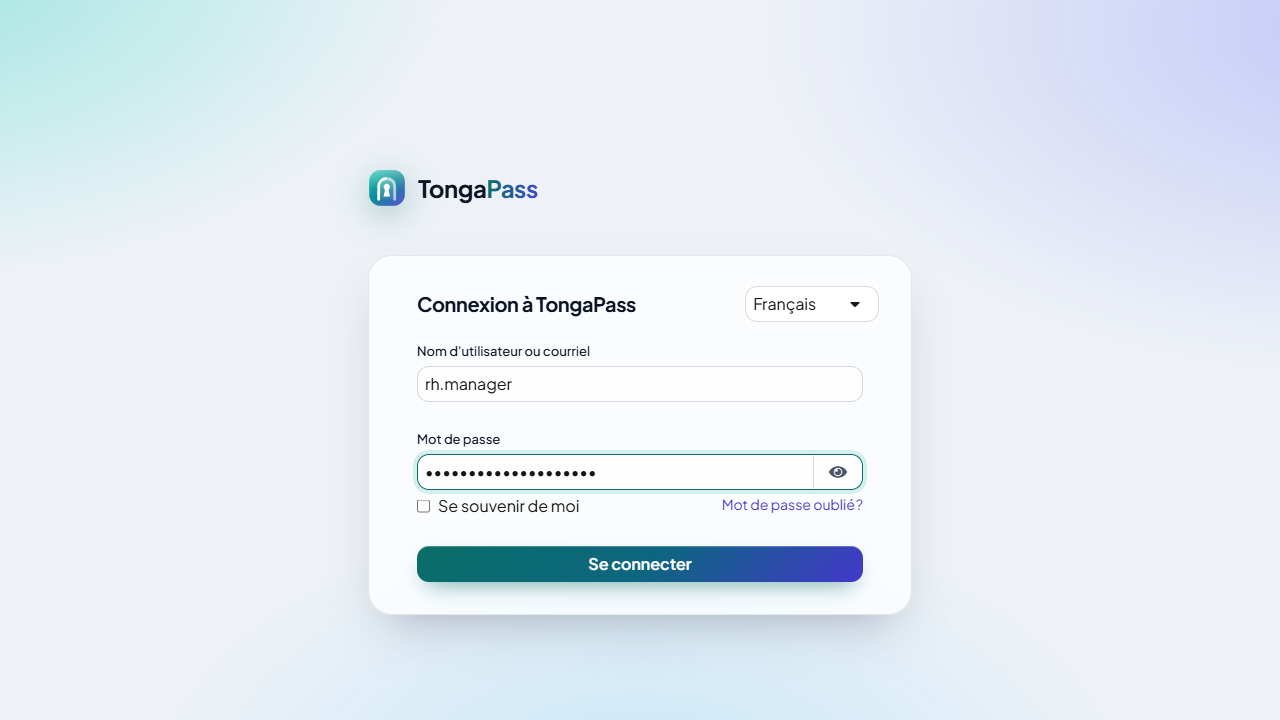 TongaPass
Connexion à TongaPass
Français
Nom d'utilisateur ou courriel
rh.manager
Mot de passe
•••••••••••••••••••
Se souvenir de moi
Mot de passe oublié?
Se connecter